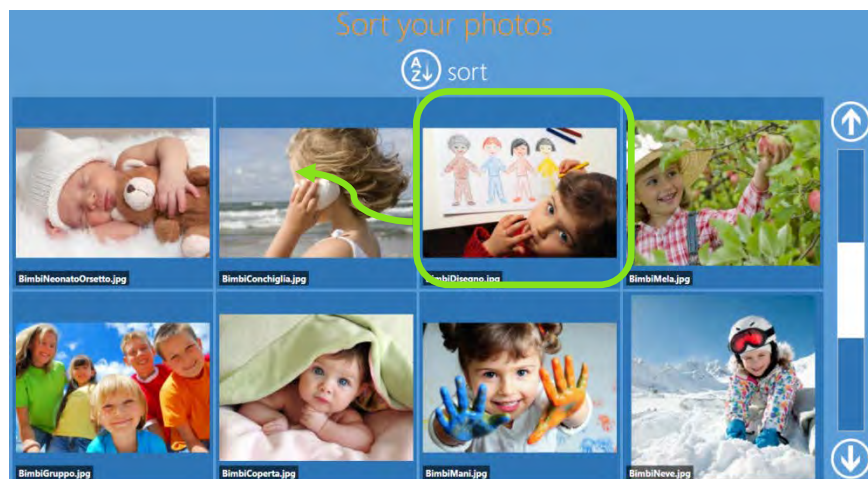 Sort your photos
A
Z
sort
BimbiNeonatoOrsetto.jpg
BimbiConchiglia.jpg
BimbiDisegno.jpg
BimbiMela.jpg
BimbiGruppo.jpg
BimbiCoperta.jpg
BimbiMani.jpg
BimbiNeve.jpg